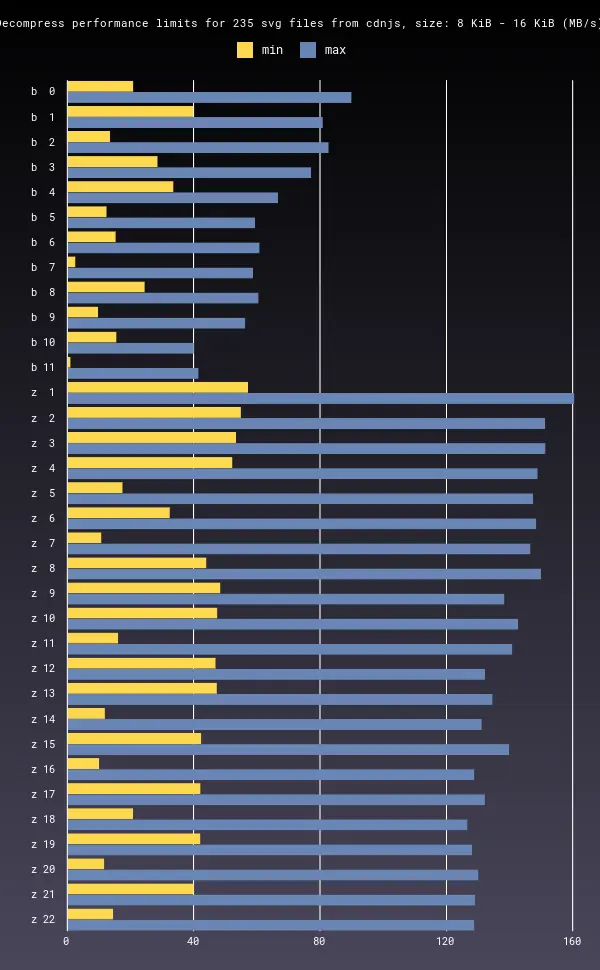 Decompress performance limits for 235 svg files from cdnjs, size: 8 KiB - 16 KiB (MB/s)
min max
b 0
b 1
b 2
b 3
b 4
b 5
b 6
b 7
b 8
b 9
b 10
b 11
z 1
z 2
z 3
z 4
z 5
z 6
z 7
z 8
z 9
z 10
z 11
z 12
z 13
z 14
z 15
z 16
z 17
z 18
z 19
z 20
z 21
z 22
0 40 80 120 160